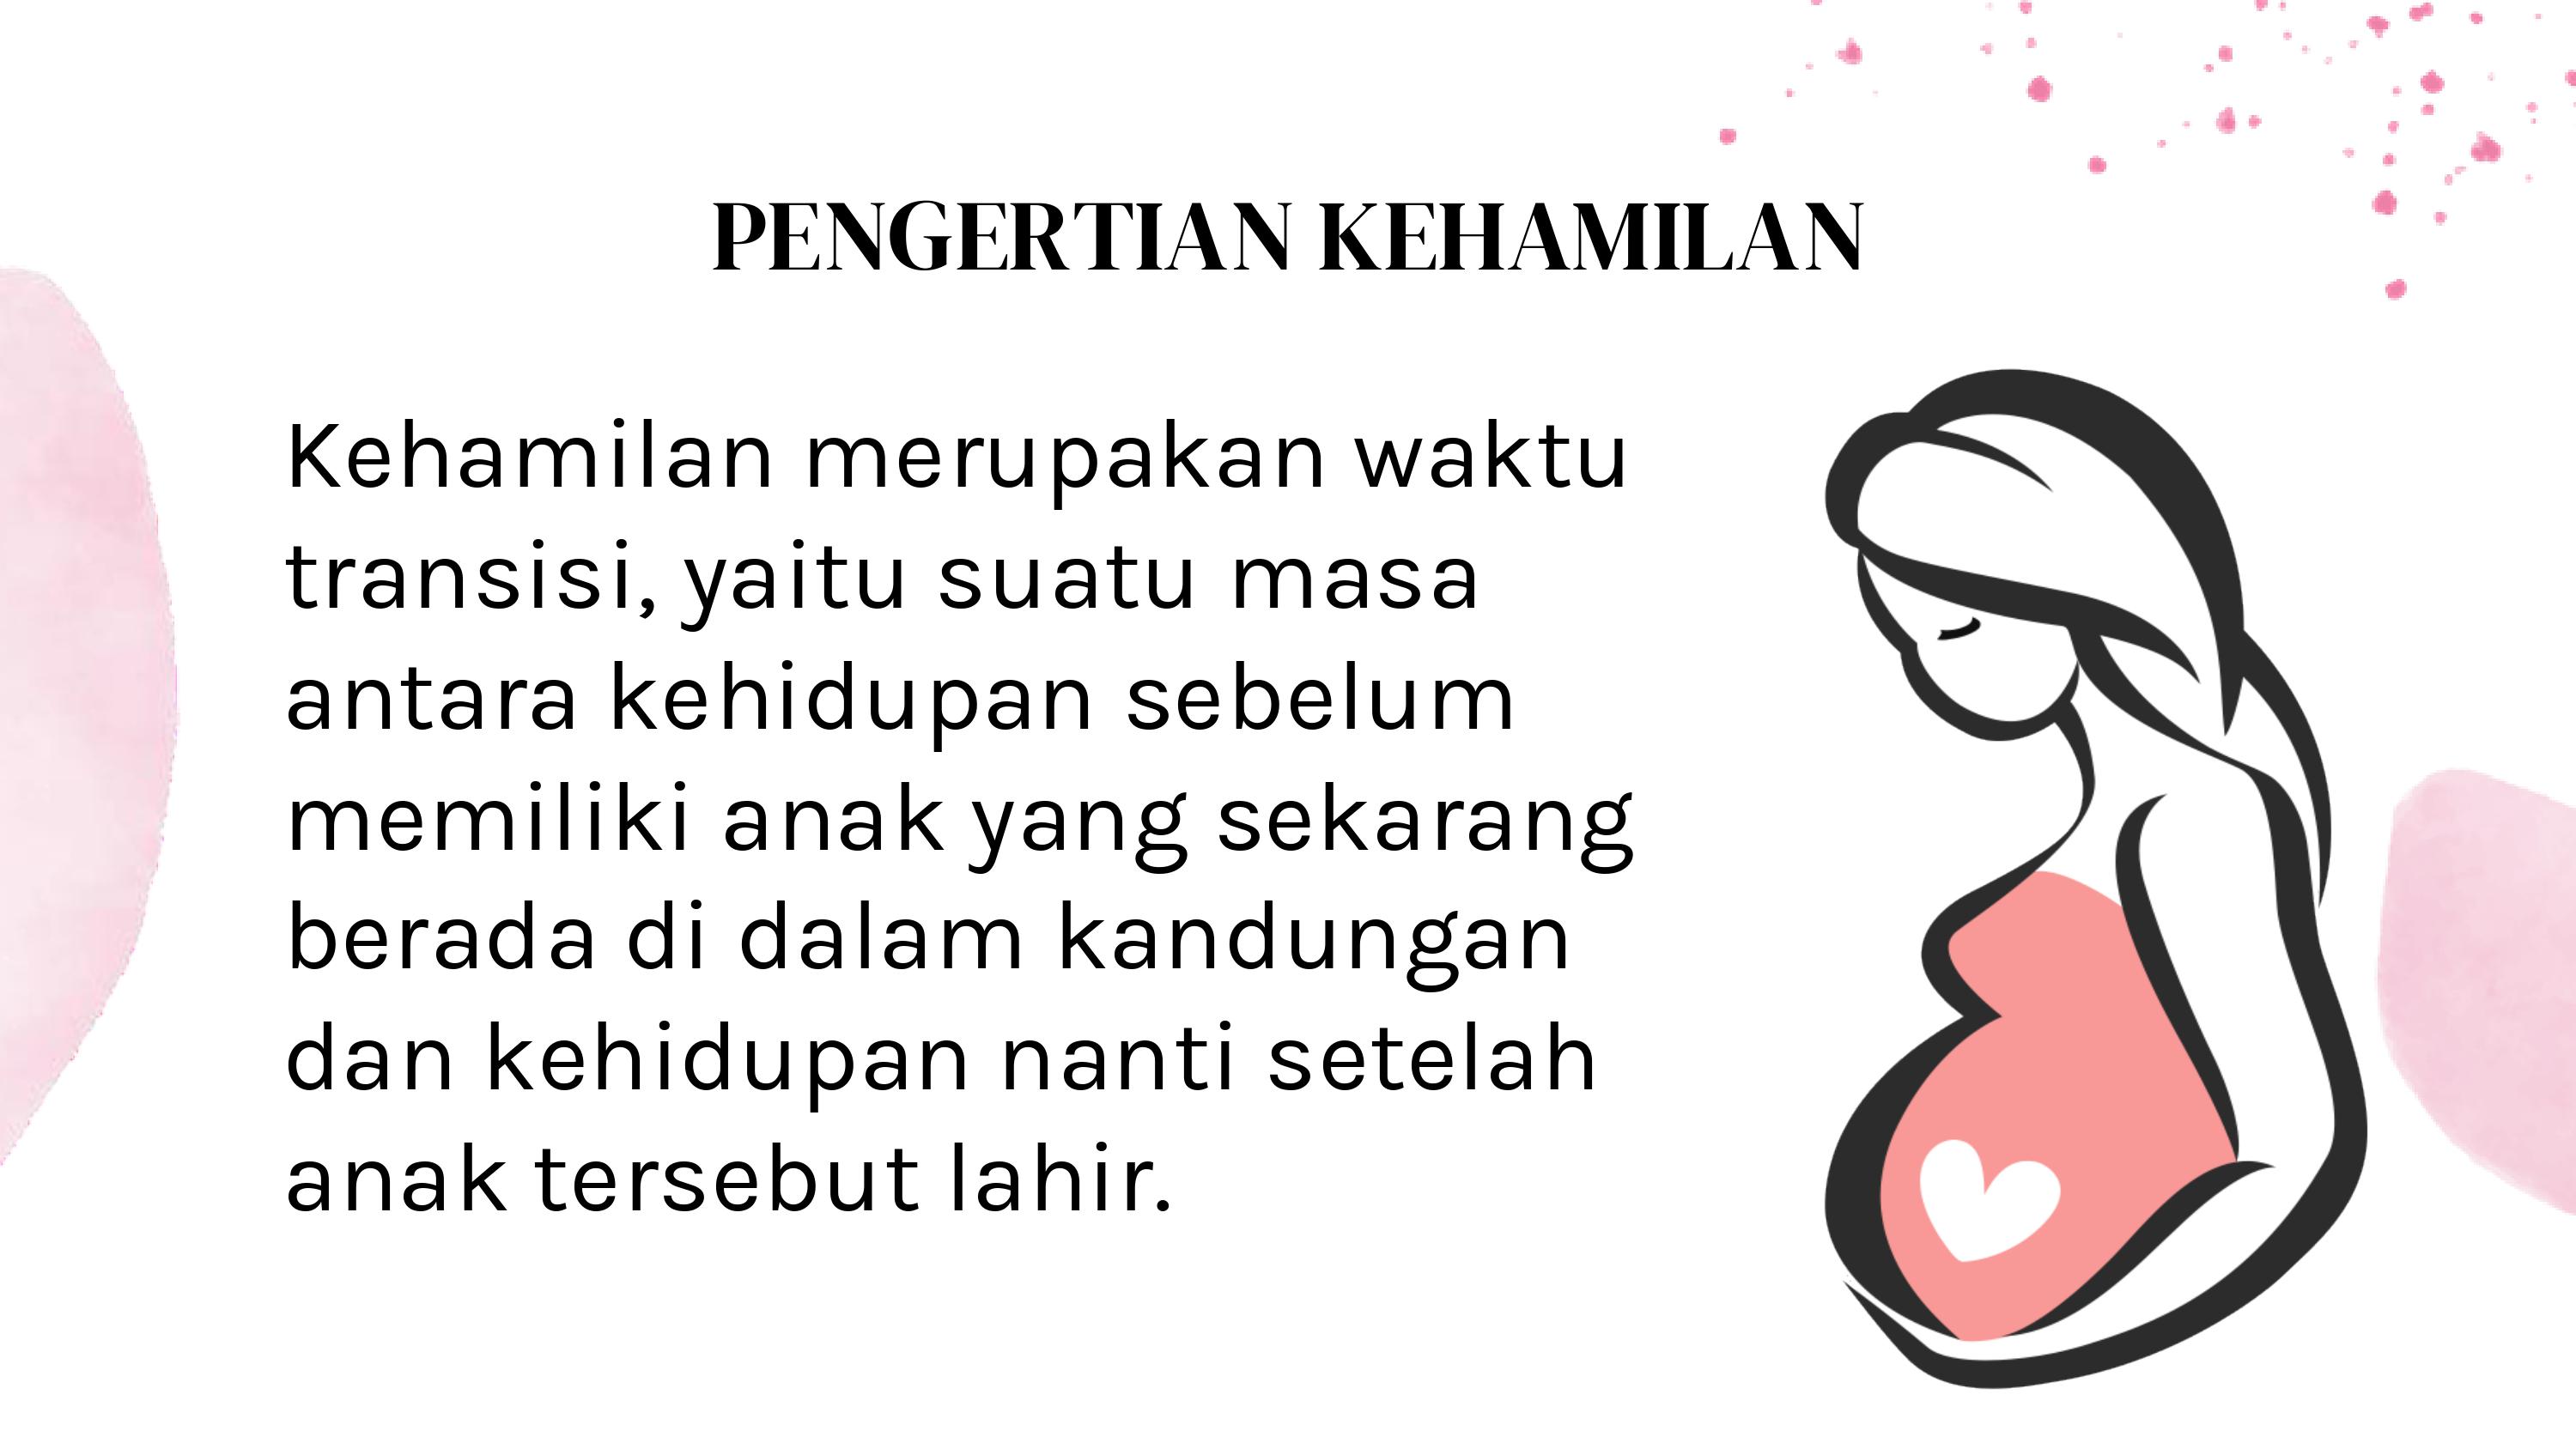 PENGERTIAN KEHAMILAN
Kehamilan merupakan waktu
transisi, yaitu suatu masa
antara kehidupan sebelum
memiliki anak yang sekarang
berada di dalam kandungan
dan kehidupan nanti setelah
anak tersebut lahir.